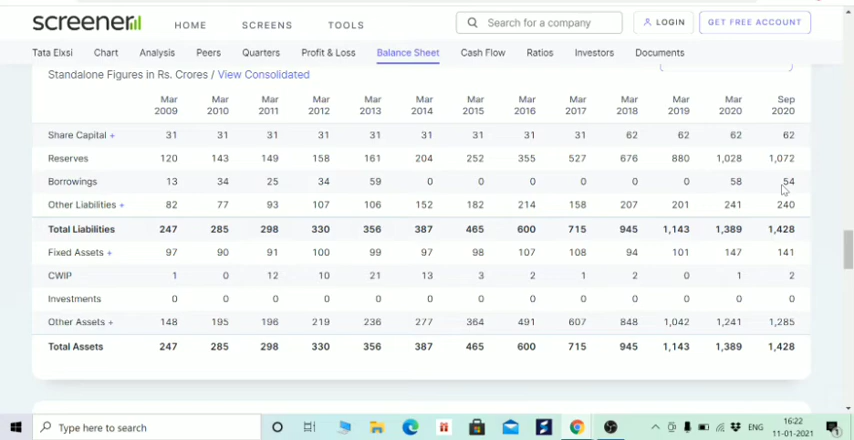 screener
HOME SCREENS TOOLS
Search for a company
LOGIN
GET FREE ACCOUNT
Tata Elxsi Chart Analysis Peers Quarters Profit & Loss Balance Sheet Cash Flow Ratios Investors Documents
Standalone Figures in Rs. Crores / View Consolidated
Mar 2009 Mar 2010 Mar 2011 Mar 2012 Mar 2013 Mar 2014 Mar 2015 Mar 2016 Mar 2017 Mar 2018 Mar 2019 Mar 2020 Sep 2020
Share Capital + 31 31 31 31 31 31 31 31 31 62 62 62 62
Reserves 120 143 149 158 161 204 252 355 527 676 880 1,028 1,072
Borrowings 13 34 25 34 59 0 0 0 0 0 0 58 54
Other Liabilities + 82 77 93 107 106 152 182 214 158 207 201 241 240
Total Liabilities 247 285 298 330 356 387 465 600 715 945 1,143 1,389 1,428
Fixed Assets + 97 90 91 100 99 97 98 107 108 94 101 147 141
CWIP 1 0 12 10 21 13 3 2 1 2 0 1 2
Investments 0 0 0 0 0 0 0 0 0 0 0 0 0
Other Assets + 148 195 196 219 236 277 364 491 607 848 1,042 1,241 1,285
Total Assets 247 285 298 330 356 387 465 600 715 945 1,143 1,389 1,428
Type here to search
ENG
16:22
11-01-2021